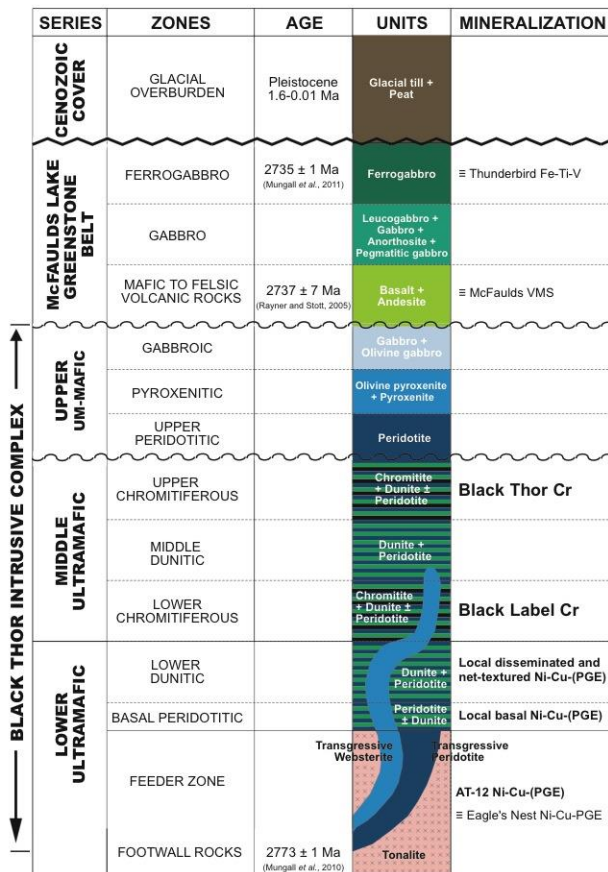 SERIES
ZONES
AGE
UNITS
MINERALIZATION
CENOZOIC
COVER
GLACIAL
OVERBURDEN
Pleistocene
1.6-0.01 Ma
Glacial till +
Peat
McFAULDS LAKE
GREENSTONE
BELT
FERROGABBRO
2735 ± 1 Ma
(Mungall et al., 2011)
Ferrogabbro
≡ Thunderbird Fe-Ti-V
GABBRO
Leucogabbro +
Gabbro +
Anorthosite +
Pegmatitic gabbro
MAFIC TO FELSIC
VOLCANIC ROCKS
2737 ± 7 Ma
(Rayner and Stott, 2005)
Basalt +
Andesite
≡ McFaulds VMS
BLACK THOR INTRUSIVE COMPLEX
UPPER
UM-MAFIC
GABBROIC
Gabbro +
Olivine gabbro
PYROXENITIC
Olivine pyroxenite
+ Pyroxenite
UPPER
PERIDOTITIC
Peridotite
MIDDLE
ULTRAMAFIC
UPPER
CHROMITIFEROUS
Chromitite
+ Dunite ±
Peridotite
Black Thor Cr
MIDDLE
DUNITIC
Dunite +
Peridotite
LOWER
CHROMITIFEROUS
Chromitite
+ Dunite ±
Peridotite
Black Label Cr
LOWER
ULTRAMAFIC
LOWER
DUNITIC
Dunite +
Peridotite
Local disseminated and
net-textured Ni-Cu-(PGE)
BASAL PERIDOTITIC
Peridotite
± Dunite
Local basal Ni-Cu-(PGE)
FEEDER ZONE
Transgressive
Websterite
Transgressive
Peridotite
AT-12 Ni-Cu-(PGE)
≡ Eagle's Nest Ni-Cu-PGE
FOOTWALL ROCKS
2773 ± 1 Ma
(Mungall et al., 2010)
Tonalite